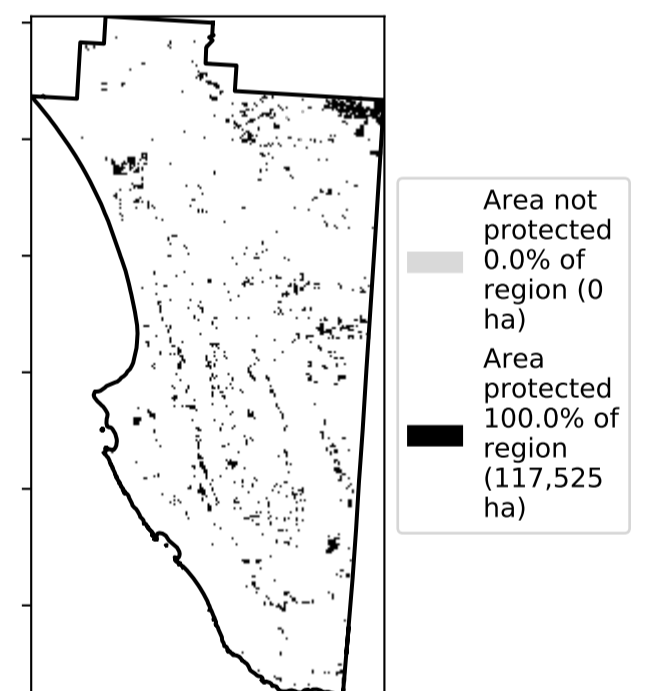 Area not
protected
0.0% of
region (0
ha)
Area
protected
100.0% of
region
(117,525
ha)